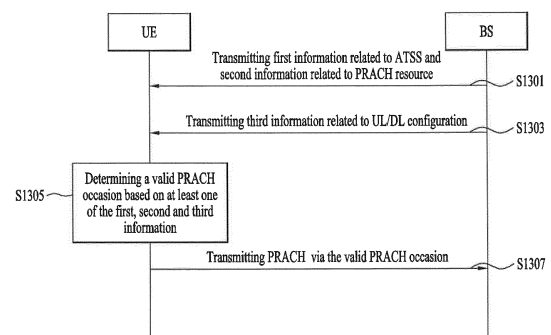 UE
BS
Transmitting first information related to ATSS and
second information related to PRACH resource
S1301
Transmitting third information related to UL/DL configuration
S1303
S1305
Determining a valid PRACH
occasion based on at least one
of the first, second and third
information
Transmitting PRACH via the valid PRACH occasion
S1307